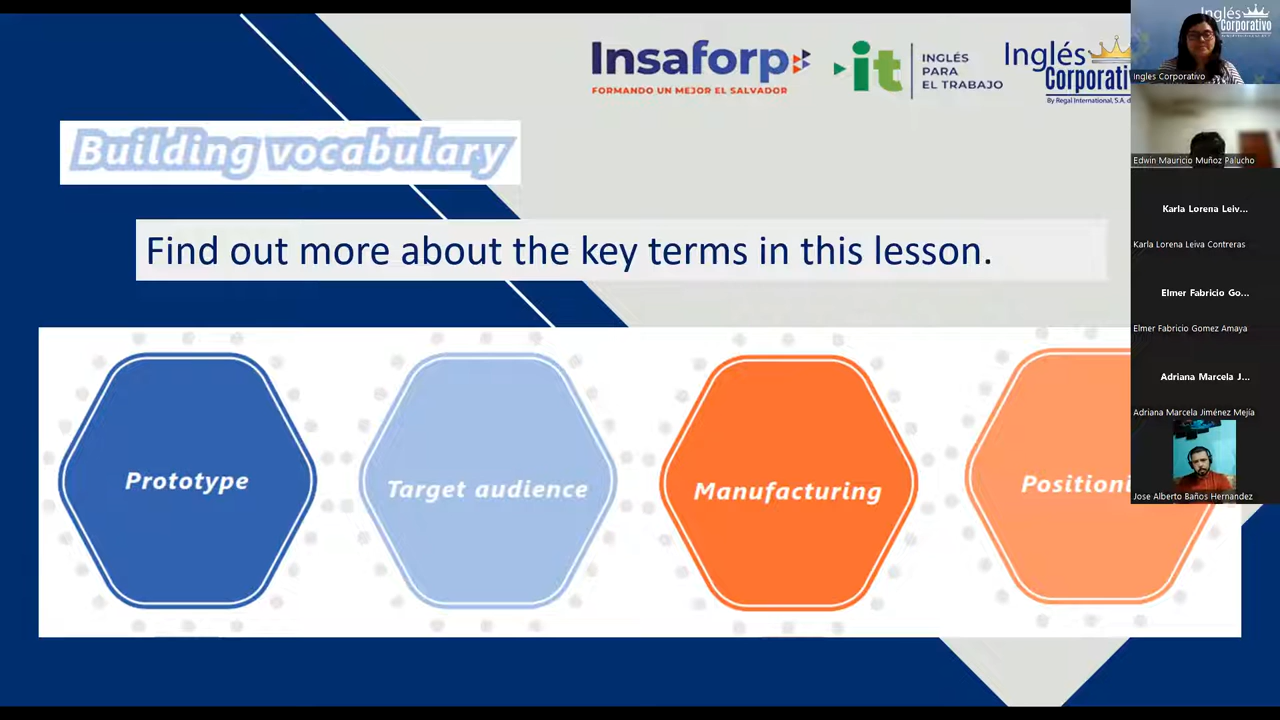 Insaforp
FORMANDO UN MEJOR EL SALVADOR
it
INGLÉS
PARA
EL TRABAJO
Inglés
Corporati
By Regal International, S.A. d
Building vocabulary
Find out more about the key terms in this lesson.
Prototype
Target audience
Manufacturing
Positioni
Inglés
Corporativo
Ingles Corporativo
Edwin Mauricio Muñoz Palucho
Karla Lorena Leiv...
Karla Lorena Leiva Contreras
Elmer Fabricio Go...
Elmer Fabricio Gomez Amaya
Adriana Marcela J...
Adriana Marcela Jiménez Mejía
Jose Alberto Baños Hernandez